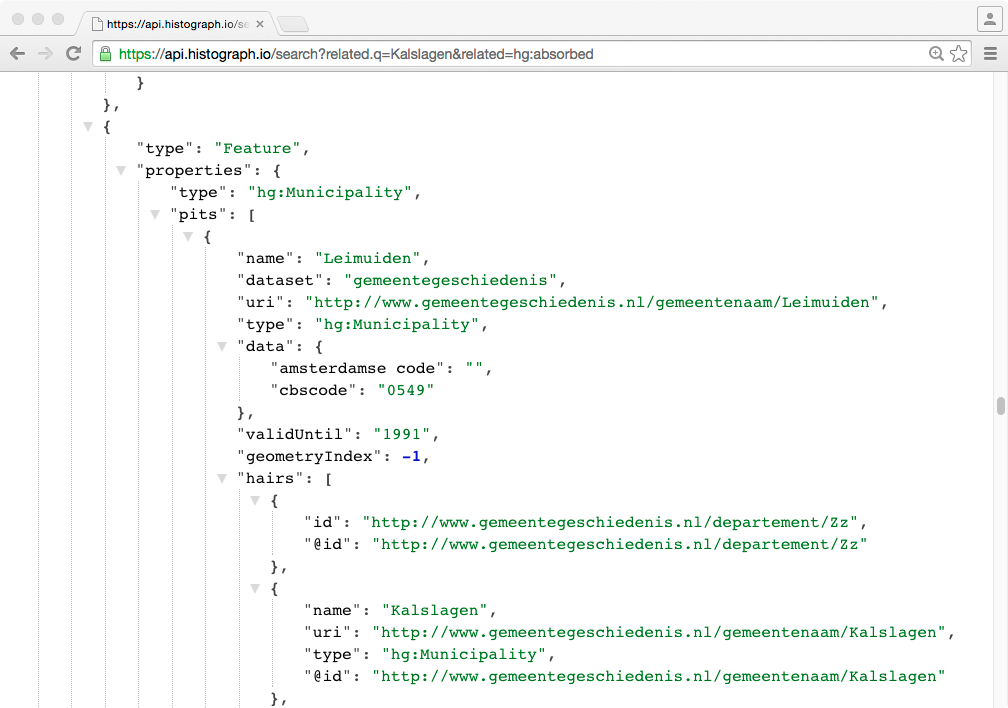 https://api.histograph.io/se
https://api.histograph.io/search?related.q=Kalslagen&related=hg:absorbed
}
},
{
"type": "Feature",
"properties": {
"type": "hg:Municipality",
"pits": [
{
"name": "Leimuiden",
"dataset": "gemeentegeschiedenis",
"uri": "http://www.gemeentegeschiedenis.nl/gemeentenaam/Leimuiden",
"type": "hg:Municipality",
"data": {
"amsterdamse code": "",
"cbscode": "0549"
},
"validUntil": "1991",
"geometryIndex": -1,
"hairs": [
{
"id": "http://www.gemeentegeschiedenis.nl/departement/Zz",
"@id": "http://www.gemeentegeschiedenis.nl/departement/Zz"
},
{
"name": "Kalslagen",
"uri": "http://www.gemeentegeschiedenis.nl/gemeentenaam/Kalslagen",
"type": "hg:Municipality",
"@id": "http://www.gemeentegeschiedenis.nl/gemeentenaam/Kalslagen"
},